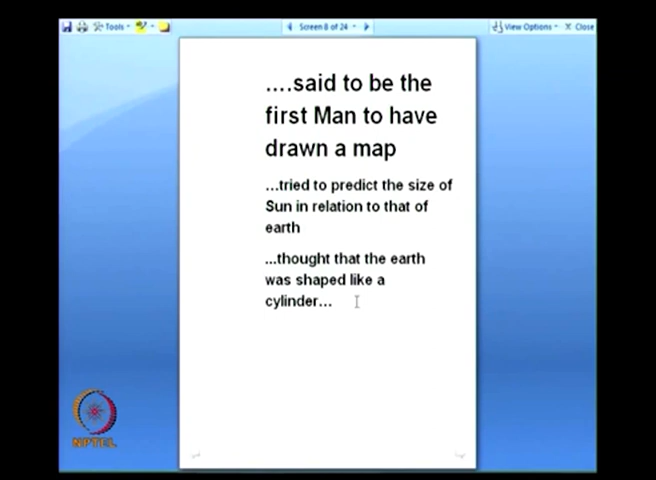 Tools
Screen 8 of 24
View Options
Close
....said to be the
first Man to have
drawn a map
...tried to predict the size of
Sun in relation to that of
earth
...thought that the earth
was shaped like a
cylinder...
NPTEL